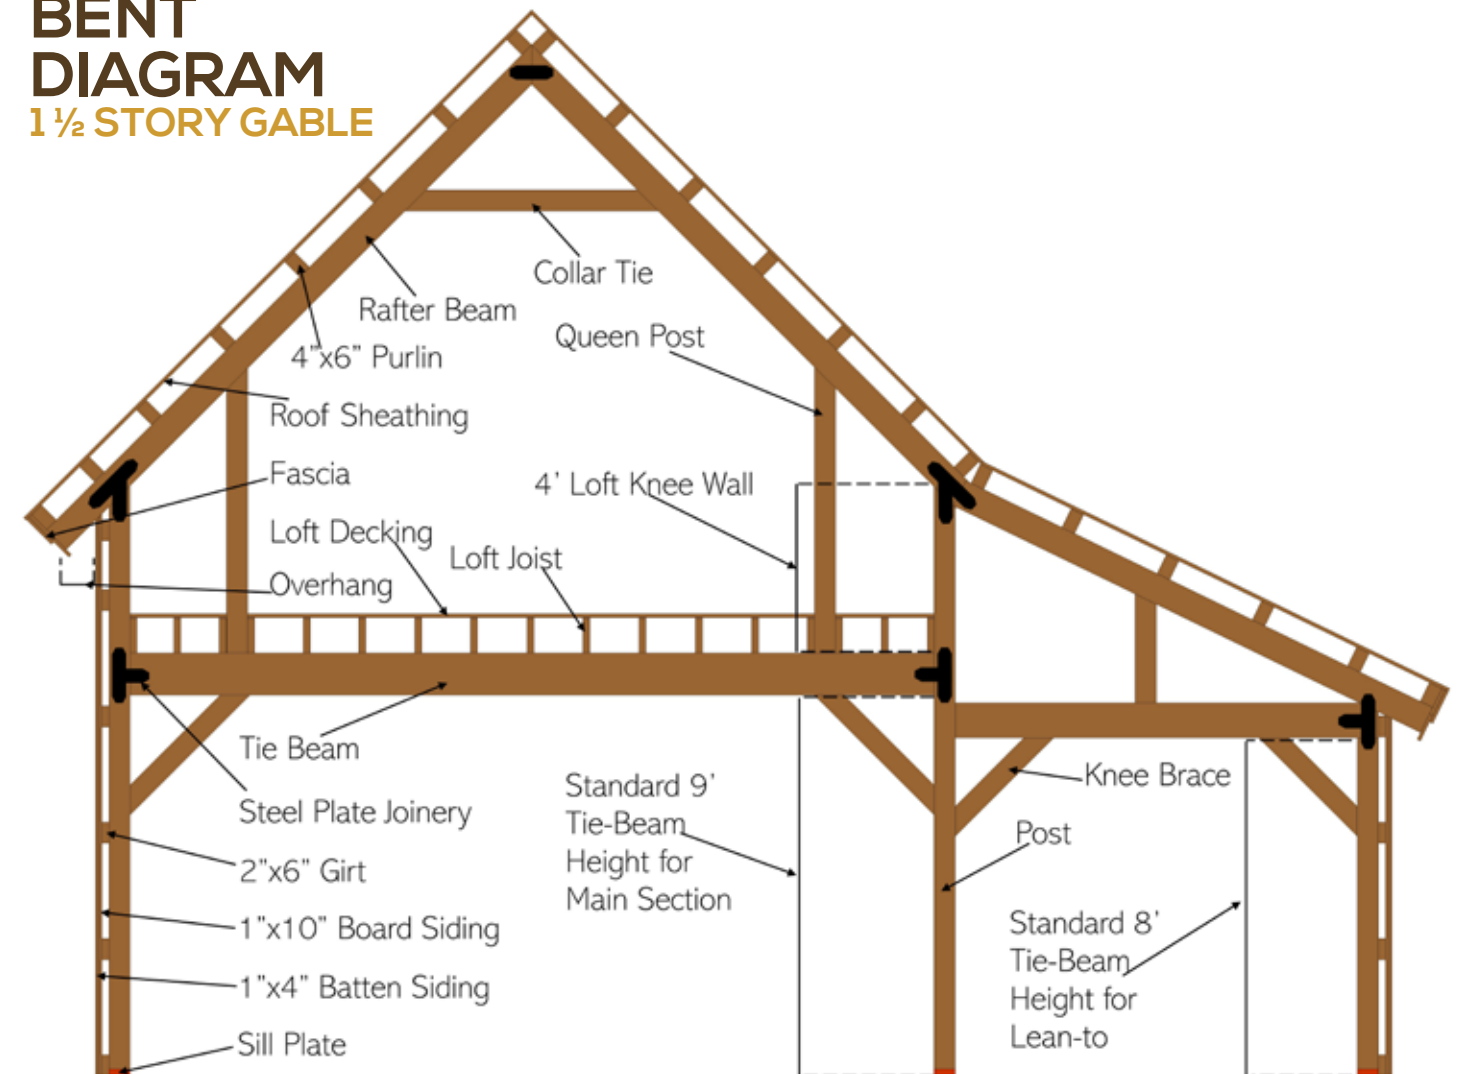 BENT
DIAGRAM
1 ½ STORY GABLE
Collar Tie
Rafter Beam
Queen Post
4"x6" Purlin
Roof Sheathing
Fascia
4' Loft Knee Wall
Loft Decking
Loft Joist
Overhang
Tie Beam
Steel Plate Joinery
Standard 9'
Tie-Beam
Height for
Main Section
Knee Brace
Post
2"x6" Girt
1"x10" Board Siding
1"x4" Batten Siding
Sill Plate
Standard 8'
Tie-Beam
Height for
Lean-to